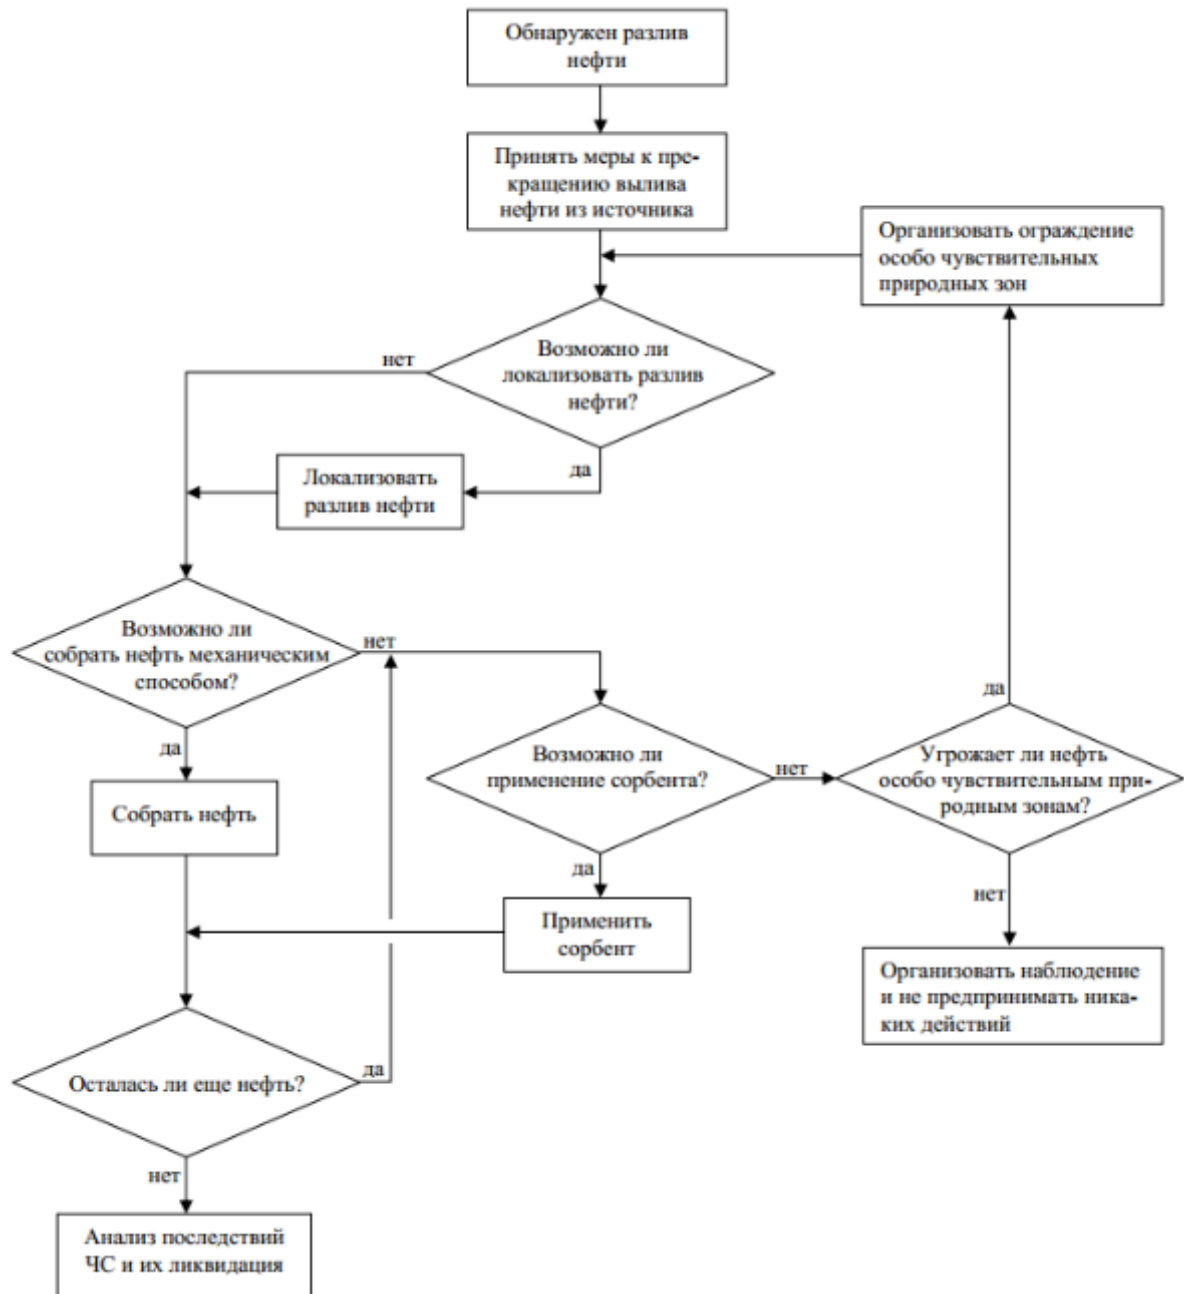 Обнаружен разлив
нефти
Принять меры к пре-
кращению вылива
нефти из источника
Организовать ограждение
особо чувствительных
природных зон
Возможно ли
локализовать разлив
нефти?
нет
да
Локализовать
разлив нефти
Возможно ли
собрать нефть механическим
способом?
нет
да
Возможно ли
применение сорбента?
нет
да
Угрожает ли нефть
особо чувствительным при-
родным зонам?
да
нет
Собрать нефть
Применить
сорбент
Организовать наблюдение
и не предпринимать ника-
ких действий
Осталась ли еще нефть?
да
нет
Анализ последствий
ЧС и их ликвидация